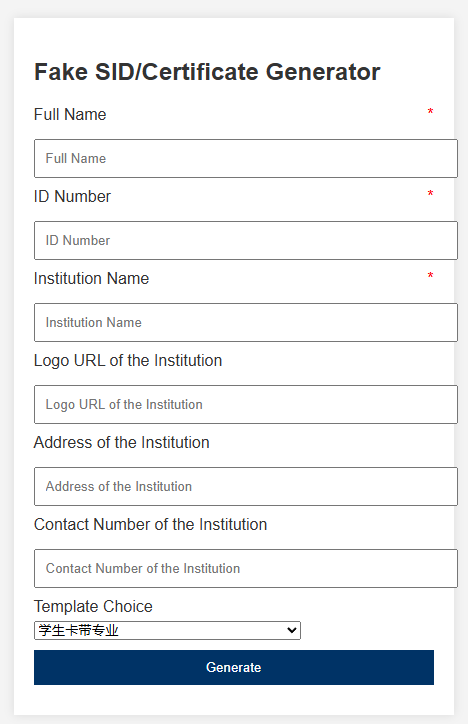 Fake SID/Certificate Generator
Full Name *
Full Name
ID Number *
ID Number
Institution Name *
Institution Name
Logo URL of the Institution
Logo URL of the Institution
Address of the Institution
Address of the Institution
Contact Number of the Institution
Contact Number of the Institution
Template Choice
学生卡带专业
Generate